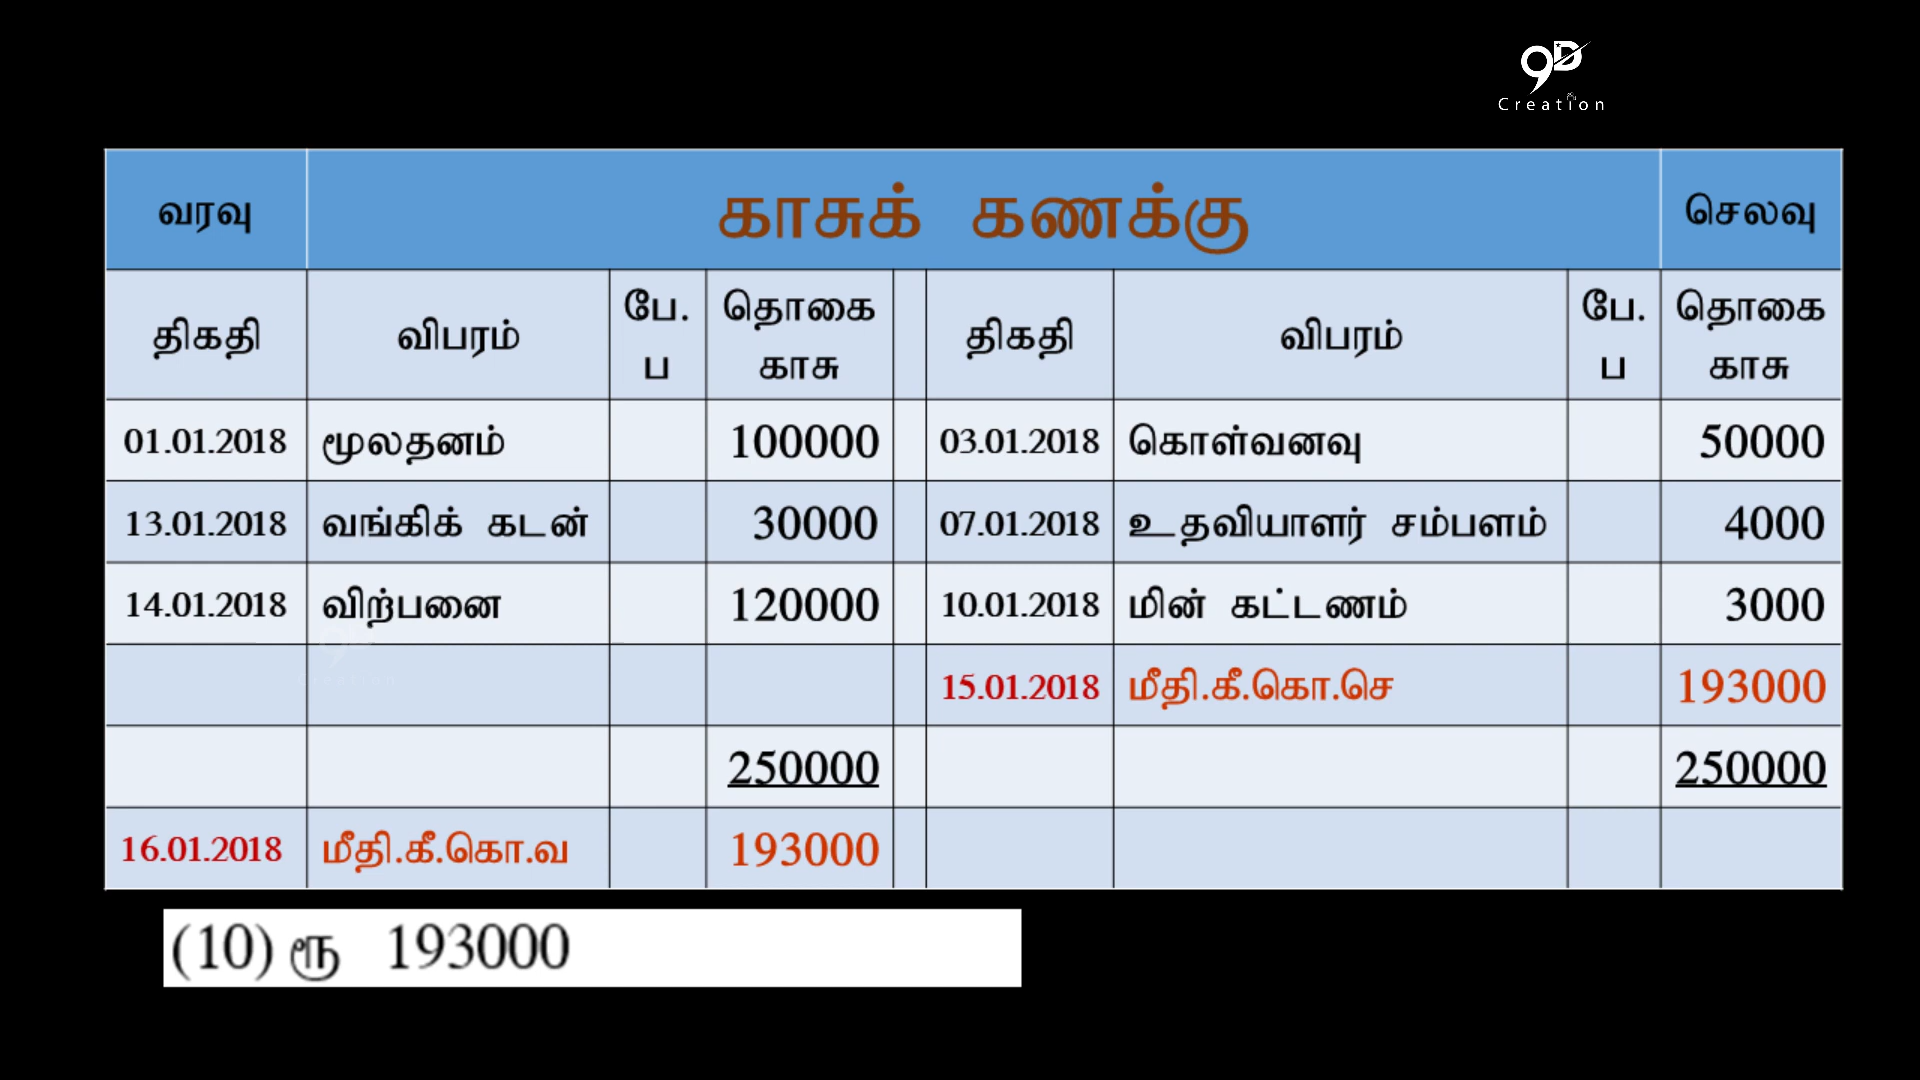 9D
Creation
வரவு காசுக் கணக்கு செலவு
திகதி விபரம் பே.ப தொகை காசு திகதி விபரம் பே.ப தொகை காசு
01.01.2018 மூலதனம் 100000 03.01.2018 கொள்வனவு 50000
13.01.2018 வங்கிக் கடன் 30000 07.01.2018 உதவியாளர் சம்பளம் 4000
14.01.2018 விற்பனை 120000 10.01.2018 மின் கட்டணம் 3000
15.01.2018 மீதி.கீ.கொ.செ 193000
250000 250000
16.01.2018 மீதி.கீ.கொ.வ 193000
(10) ரூ 193000